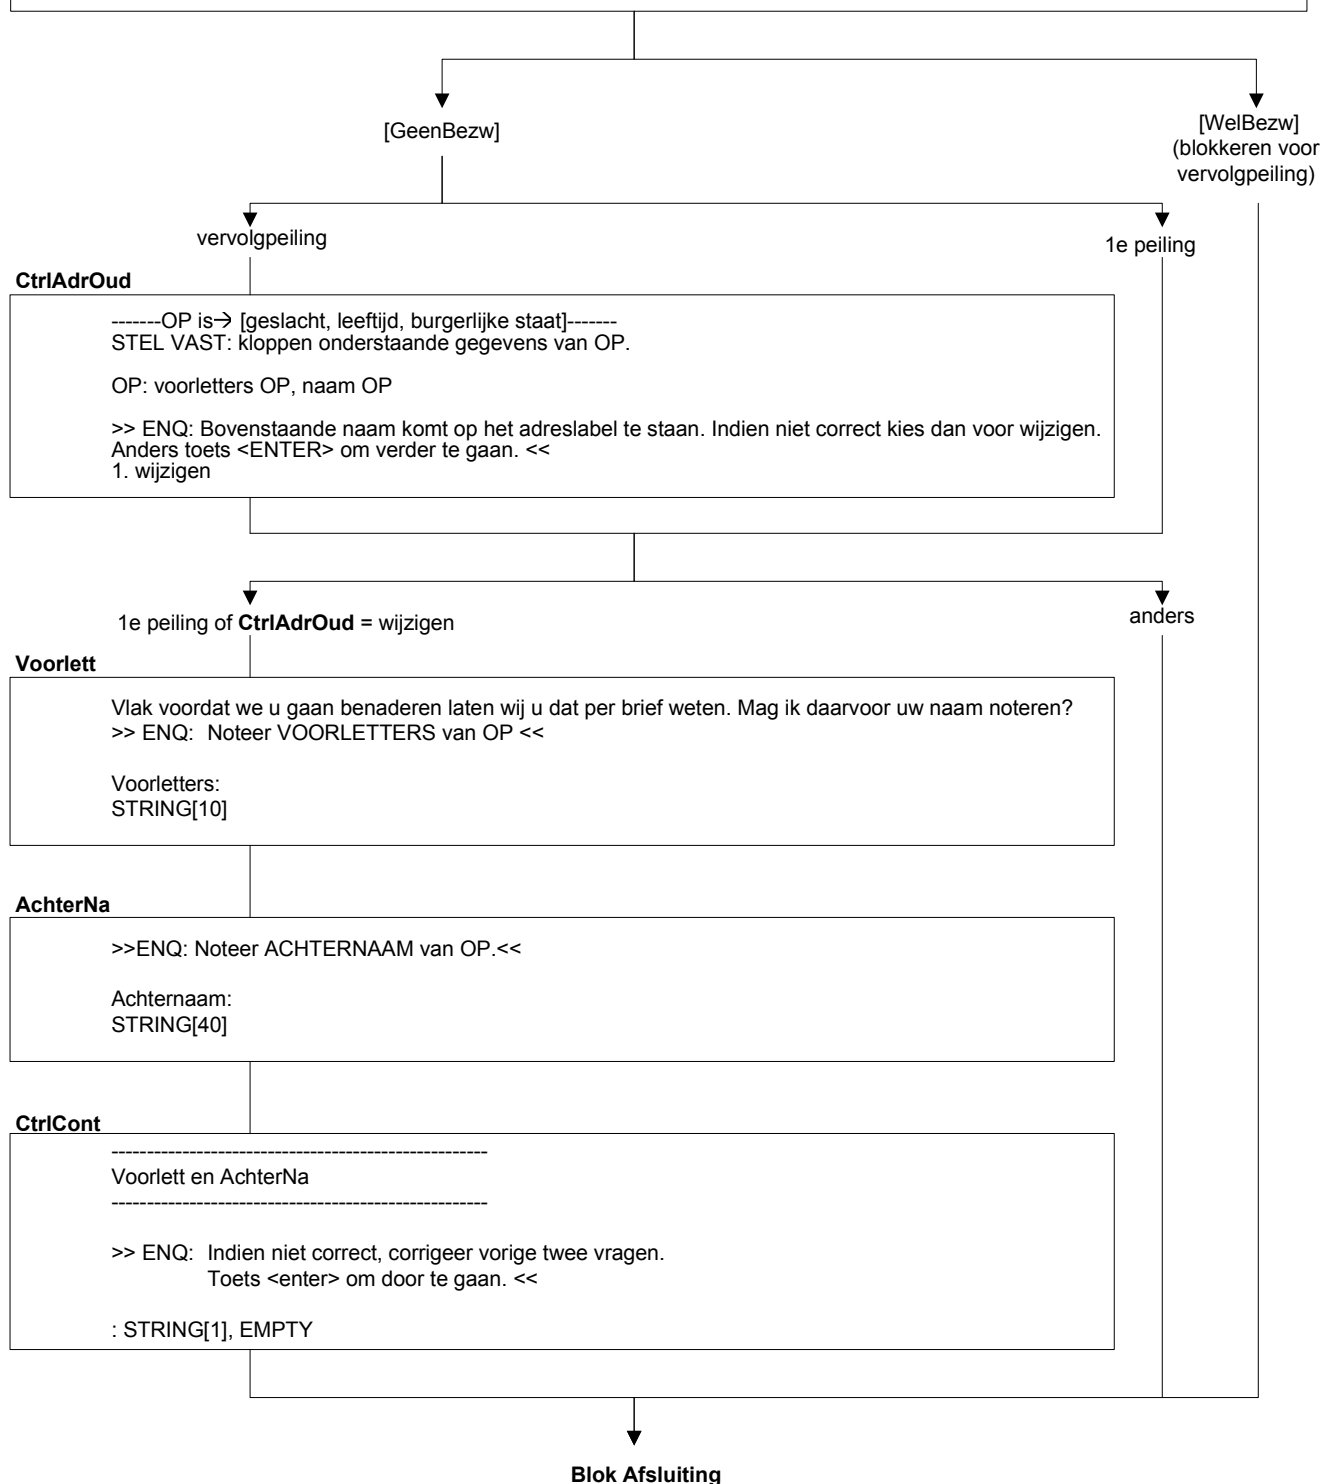 [GeenBezw]
[WelBezw]
(blokkeren voor
vervolgpeiling)
vervolgpeiling
1e peiling
CtrlAdrOud
-------OP is→ [geslacht, leeftijd, burgerlijke staat]-------
STEL VAST: kloppen onderstaande gegevens van OP.
OP: voorletters OP, naam OP
>> ENQ: Bovenstaande naam komt op het adreslabel te staan. Indien niet correct kies dan voor wijzigen.
Anders toets <ENTER> om verder te gaan. <<
1. wijzigen
1e peiling of CtrlAdrOud = wijzigen
anders
Voorlett
Vlak voordat we u gaan benaderen laten wij u dat per brief weten. Mag ik daarvoor uw naam noteren?
>> ENQ: Noteer VOORLETTERS van OP <<
Voorletters:
STRING[10]
AchterNa
>>ENQ: Noteer ACHTERNAAM van OP.<<
Achternaam:
STRING[40]
CtrlCont
-----------------------------------------------------
Voorlett en AchterNa
-----------------------------------------------------
>> ENQ: Indien niet correct, corrigeer vorige twee vragen.
Toets <enter> om door te gaan. <<
: STRING[1], EMPTY
Blok Afsluiting